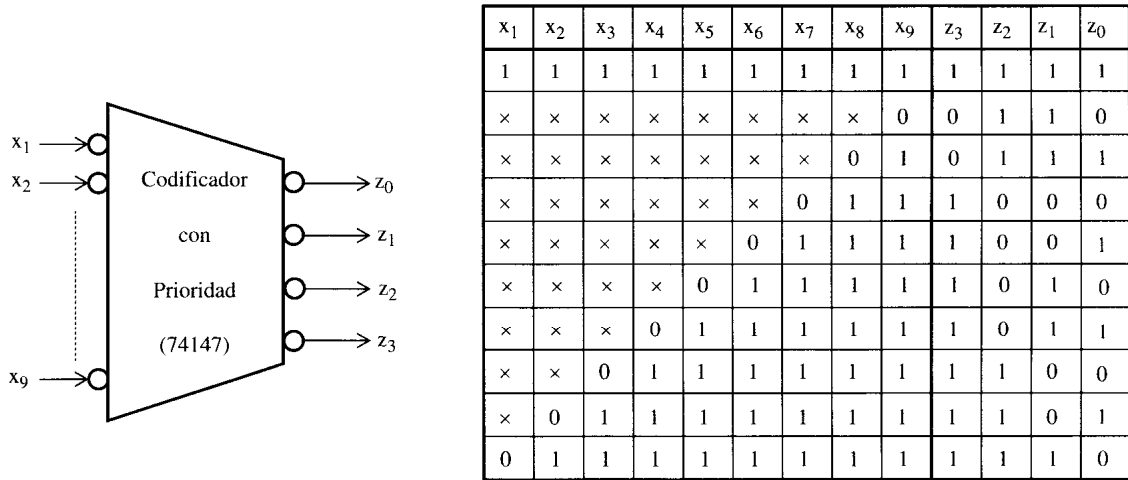 x1
x2
x9
Codificador
con
Prioridad
(74147)
z0
z1
z2
z3
x1 x2 x3 x4 x5 x6 x7 x8 x9 z3 z2 z1 z0
1 1 1 1 1 1 1 1 1 1 1 1 1
× × × × × × × × 0 0 1 1 0
× × × × × × × 0 1 0 1 1 1
× × × × × × 0 1 1 1 0 0 0
× × × × × 0 1 1 1 1 0 0 1
× × × × 0 1 1 1 1 1 0 1 0
× × × 0 1 1 1 1 1 1 0 1 1
× × 0 1 1 1 1 1 1 1 1 0 0
× 0 1 1 1 1 1 1 1 1 1 0 1
0 1 1 1 1 1 1 1 1 1 1 1 0